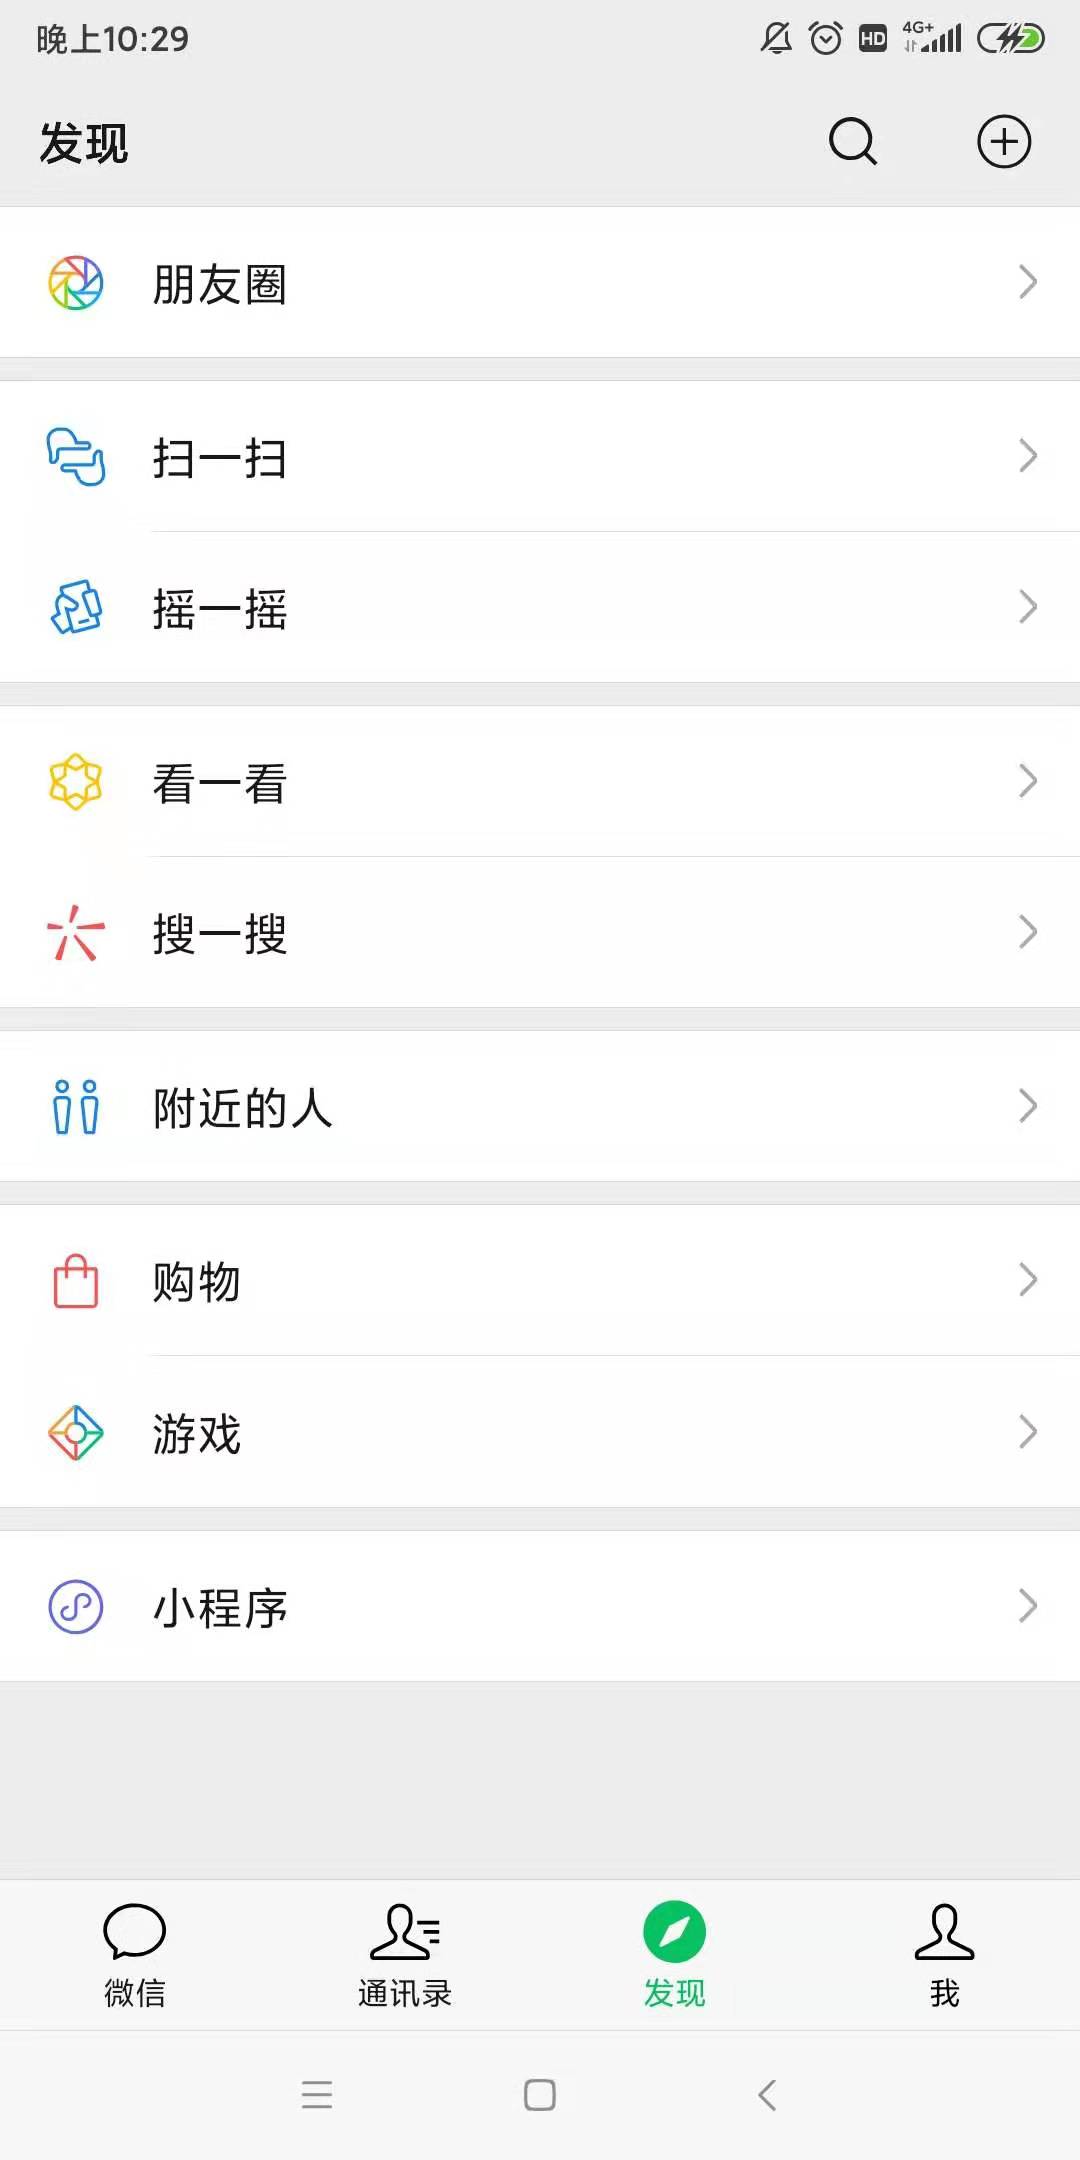 晚上10:29
HD 4G+
发现
朋友圈
扫一扫
摇一摇
看一看
搜一搜
附近的人
购物
游戏
小程序
微信 通讯录 发现 我